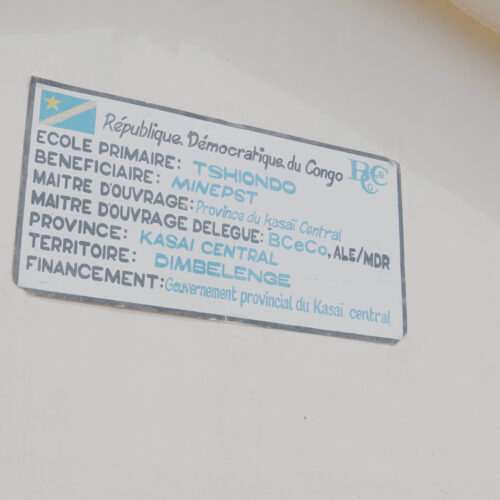 République Démocratique du Congo
BCeCo
ECOLE PRIMAIRE: TSHIONDO
BENEFICIAIRE: MINEPST
MAITRE D'OUVRAGE: Province du Kasaï Central
MAITRE D'OUVRAGE DELEGUE: BCeCo, ALE/MDR
PROVINCE: KASAI CENTRAL
TERRITOIRE: DIMBELENGE
FINANCEMENT: Gouvernement provincial du Kasaï central